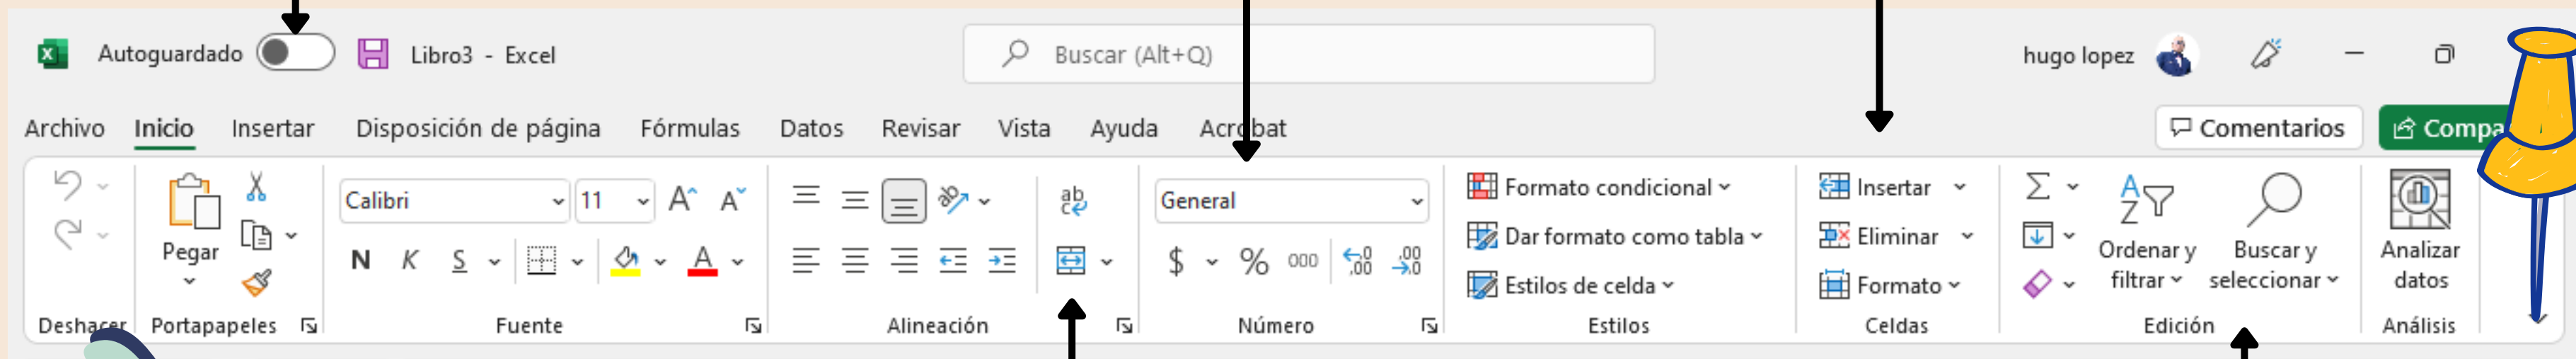 Autoguardado
Libro3 - Excel
Buscar (Alt+Q)
hugo lopez
Archivo Inicio Insertar Disposición de página Fórmulas Datos Revisar Vista Ayuda Acrobat
Comentarios
Compa
Calibri 11
General
Formato condicional
Insertar
Dar formato como tabla
Eliminar
Estilos de celda
Formato
Pegar
N K S
$ % 000
Ordenar y
filtrar
Buscar y
seleccionar
Analizar
datos
Deshacer Portapapeles Fuente Alineación Número Estilos Celdas Edición Análisis